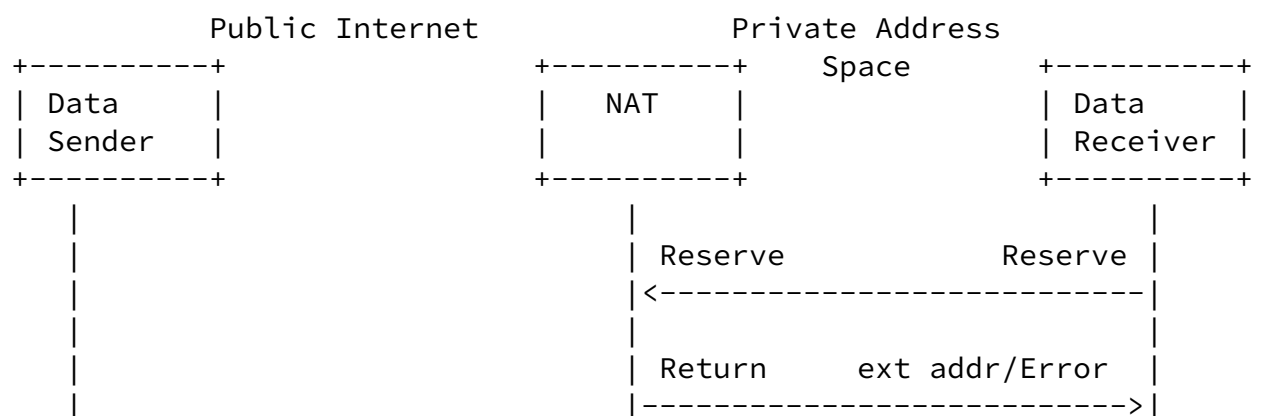 Public Internet Private Address
Space
Data NAT Data
Sender Receiver
Reserve Reserve
Return ext addr/Error